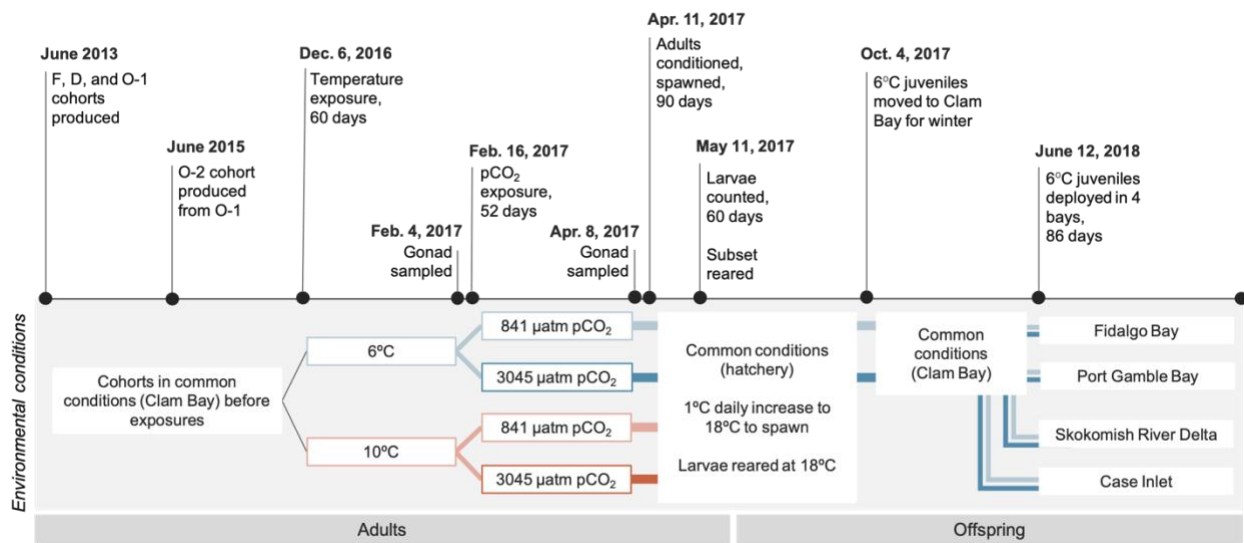 June 2013
F, D, and O-1
cohorts
produced
June 2015
O-2 cohort
produced
from O-1
Dec. 6, 2016
Temperature
exposure,
60 days
Feb. 4, 2017
Gonad
sampled
Feb. 16, 2017
pCO₂
exposure,
52 days
Apr. 8, 2017
Gonad
sampled
Apr. 11, 2017
Adults
conditioned,
spawned,
90 days
May 11, 2017
Larvae
counted,
60 days
Subset
reared
Oct. 4, 2017
6°C juveniles
moved to Clam
Bay for winter
June 12, 2018
6°C juveniles
deployed in 4
bays,
86 days
Environmental conditions
Cohorts in common
conditions (Clam Bay) before
exposures
6ºC
10ºC
841 µatm pCO₂
3045 µatm pCO₂
841 µatm pCO₂
3045 µatm pCO₂
Common conditions
(hatchery)
1ºC daily increase to
18ºC to spawn
Larvae reared at 18ºC
Common
conditions
(Clam Bay)
Fidalgo Bay
Port Gamble Bay
Skokomish River Delta
Case Inlet
Adults
Offspring